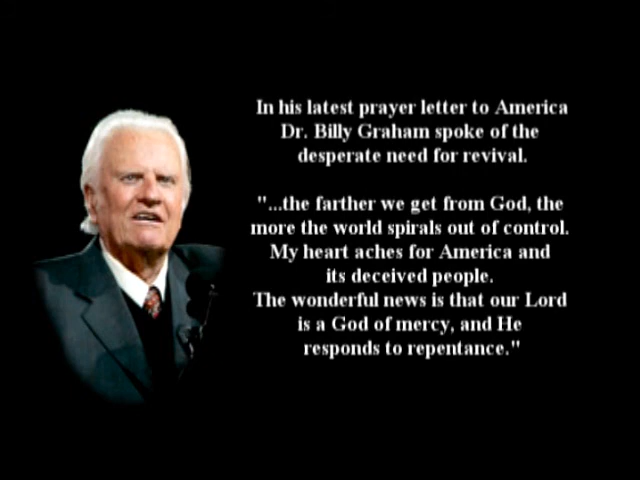 In his latest prayer letter to America
Dr. Billy Graham spoke of the
desperate need for revival.
"...the farther we get from God, the
more the world spirals out of control.
My heart aches for America and
its deceived people.
The wonderful news is that our Lord
is a God of mercy, and He
responds to repentance."